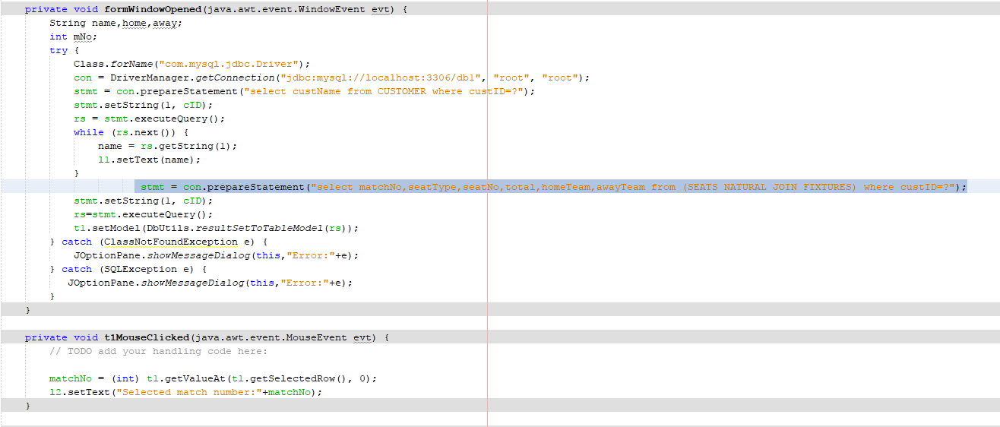 private void formWindowOpened(java.awt.event.WindowEvent evt) {
String name,home,away;
int mNo;
try {
Class.forName("com.mysql.jdbc.Driver");
con = DriverManager.getConnection("jdbc:mysql://localhost:3306/db1", "root", "root");
stmt = con.prepareStatement("select custName from CUSTOMER where custID=?");
stmt.setString(1, cID);
rs = stmt.executeQuery();
while (rs.next()) {
name = rs.getString(1);
l1.setText(name);
}
stmt = con.prepareStatement("select matchNo,seatType,seatNo,total,homeTeam,awayTeam from (SEATS NATURAL JOIN FIXTURES) where custID=?");
stmt.setString(1, cID);
rs=stmt.executeQuery();
t1.setModel(DbUtils.resultSetToTableModel(rs));
} catch (ClassNotFoundException e) {
JOptionPane.showMessageDialog(this,"Error:"+e);
} catch (SQLException e) {
JOptionPane.showMessageDialog(this,"Error:"+e);
}
}
private void t1MouseClicked(java.awt.event.MouseEvent evt) {
// TODO add your handling code here:
matchNo = (int) t1.getValueAt(t1.getSelectedRow(), 0);
l2.setText("Selected match number:"+matchNo);
}